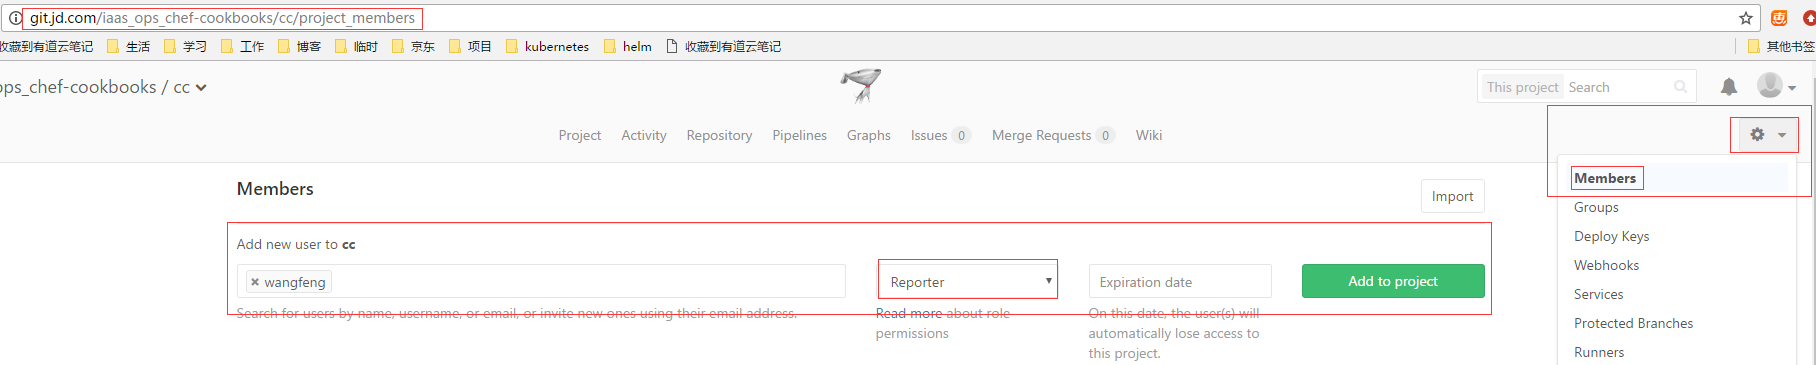 git.jd.com/iaas_ops_chef-cookbooks/cc/project_members
收藏到有道云笔记 生活 学习 工作 博客 临时 京东 项目 kubernetes helm 收藏到有道云笔记 其他书签
ops_chef-cookbooks / cc
This project Search
Project Activity Repository Pipelines Graphs Issues 0 Merge Requests 0 Wiki
Members
Import
Add new user to cc
× wangfeng
Reporter
Expiration date
Add to project
Search for users by name, username, or email, or invite new ones using their email address.
Read more about role
permissions
On this date, the user(s) will
automatically lose access to
this project.
Members
Groups
Deploy Keys
Webhooks
Services
Protected Branches
Runners